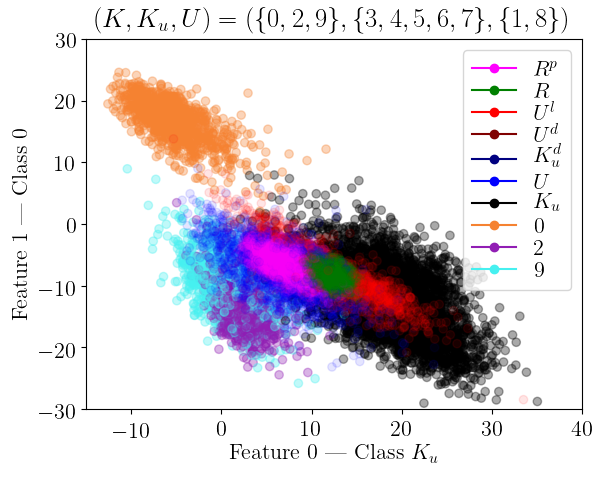 (K, K_u, U) = ({0, 2, 9}, {3, 4, 5, 6, 7}, {1, 8})
30
20
10
0
−10
−20
−30
Feature 1 — Class 0
R^p
R
U^l
U^d
K_u^d
U
K_u
0
2
9
−10
0
10
20
30
40
Feature 0 — Class K_u